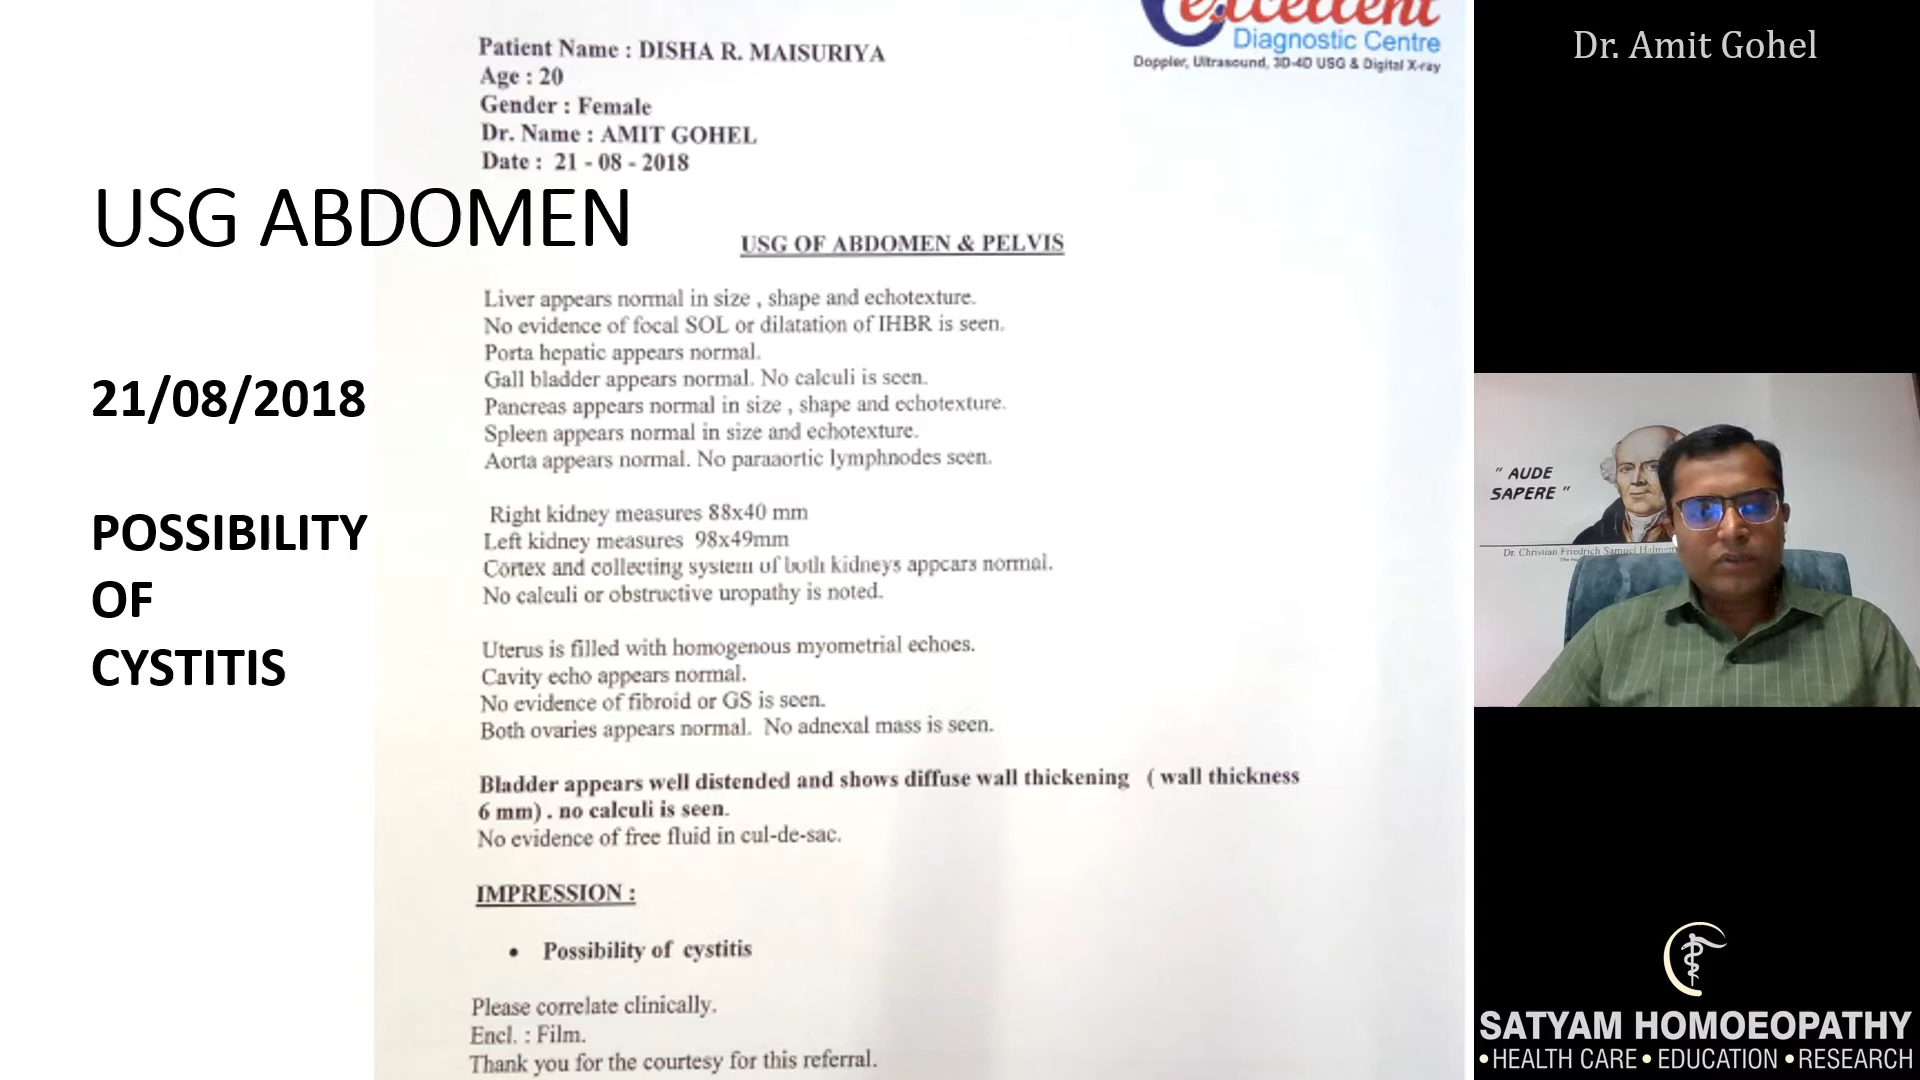 USG ABDOMEN
21/08/2018
POSSIBILITY
OF
CYSTITIS
excellent
Diagnostic Centre
Doppler, Ultrasound, 3D-4D USG & Digital X-ray
Patient Name : DISHA R. MAISURIYA
Age : 20
Gender : Female
Dr. Name : AMIT GOHEL
Date : 21 - 08 - 2018
USG OF ABDOMEN & PELVIS
Liver appears normal in size , shape and echotexture.
No evidence of focal SOL or dilatation of IHBR is seen.
Porta hepatic appears normal.
Gall bladder appears normal. No calculi is seen.
Pancreas appears normal in size , shape and echotexture.
Spleen appears normal in size and echotexture.
Aorta appears normal. No paraaortic lymphnodes seen.
Right kidney measures 88x40 mm
Left kidney measures 98x49mm
Cortex and collecting system of both kidneys appears normal.
No calculi or obstructive uropathy is noted.
Uterus is filled with homogenous myometrial echoes.
Cavity echo appears normal.
No evidence of fibroid or GS is seen.
Both ovaries appears normal. No adnexal mass is seen.
Bladder appears well distended and shows diffuse wall thickening ( wall thickness
6 mm) . no calculi is seen.
No evidence of free fluid in cul-de-sac.
IMPRESSION :
• Possibility of cystitis
Please correlate clinically.
Encl. : Film.
Thank you for the courtesy for this referral.
Dr. Amit Gohel
" AUDE
SAPERE "
Dr. Christian Friedrich Samuel
SATYAM HOMOEOPATHY
•HEALTH CARE•EDUCATION•RESEARCH